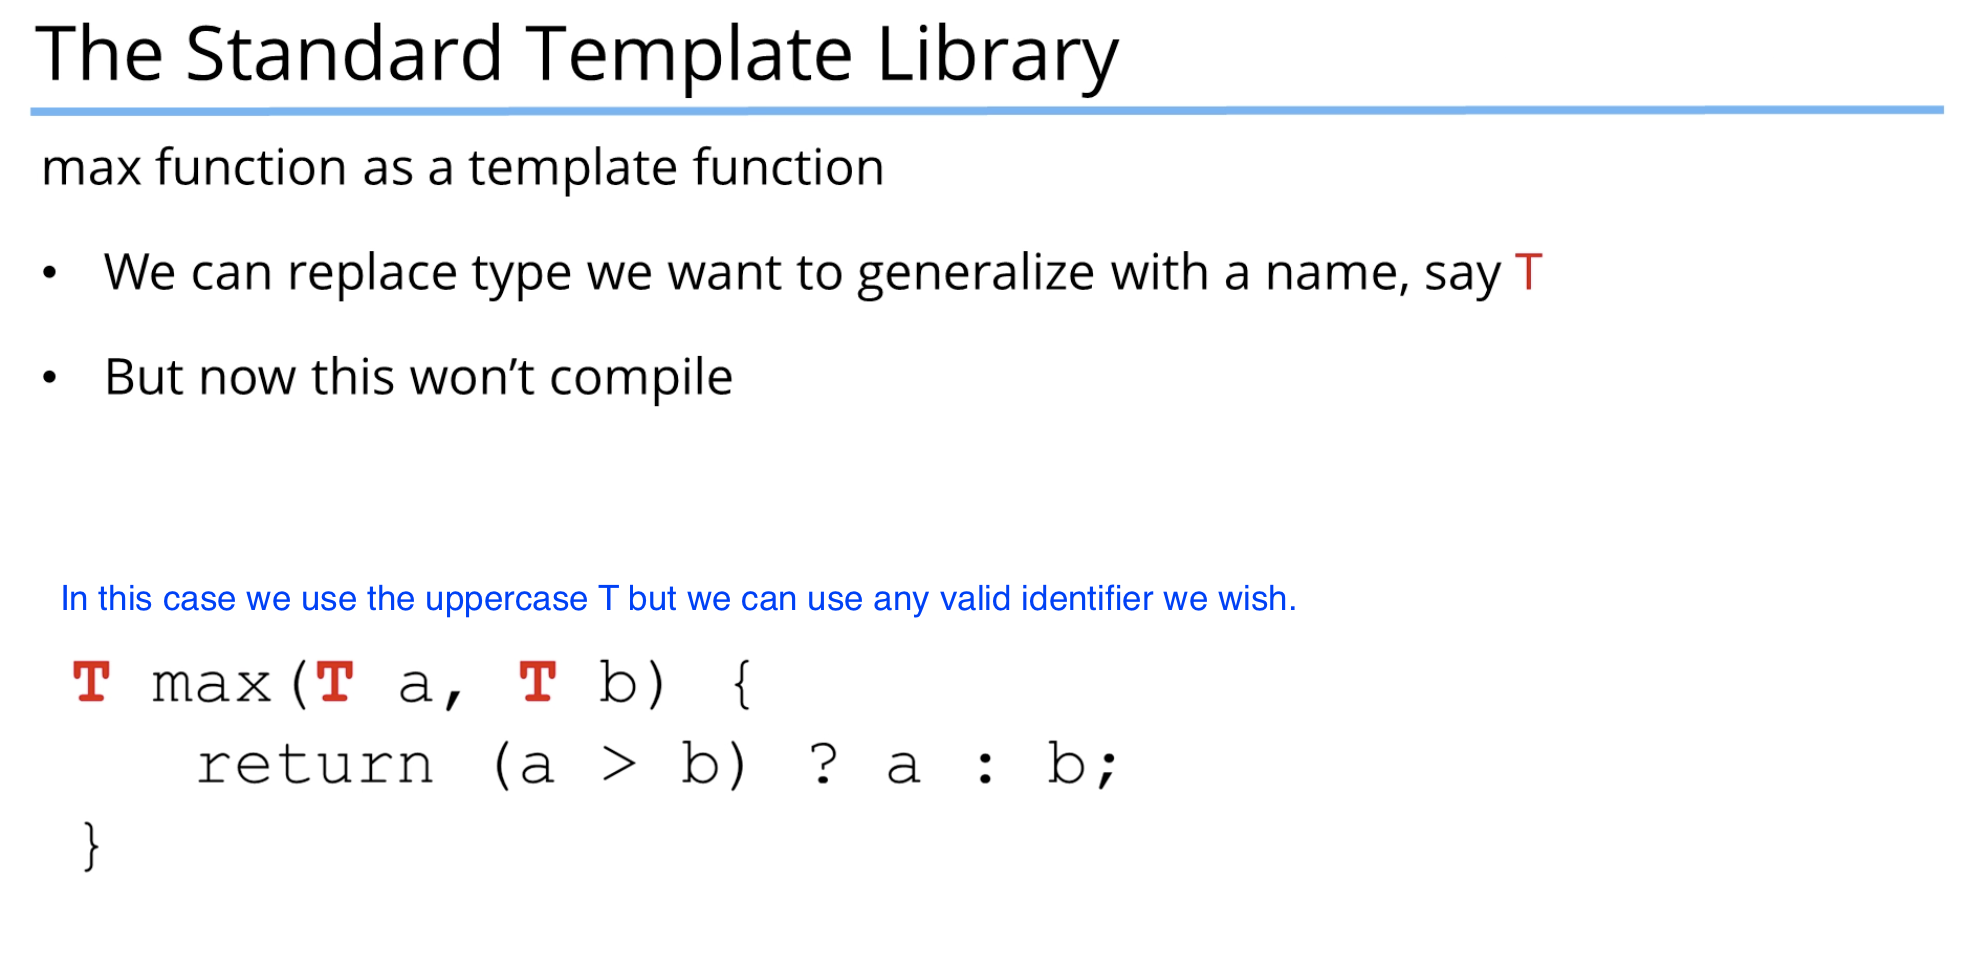 The Standard Template Library
max function as a template function
• We can replace type we want to generalize with a name, say T
• But now this won’t compile
In this case we use the uppercase T but we can use any valid identifier we wish.
T max(T a, T b) {
    return (a > b) ? a : b;
}